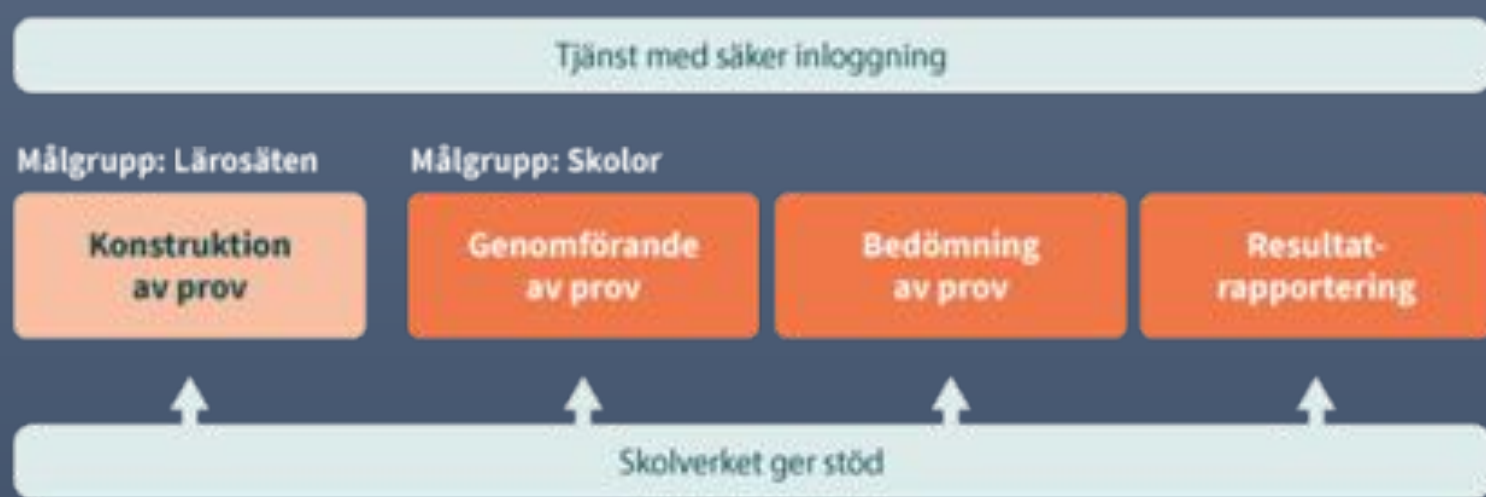 Tjänst med säker inloggning
Målgrupp: Lärosäten
Målgrupp: Skolor
Konstruktion
av prov
Genomförande
av prov
Bedömning
av prov
Resultat-
rapportering
Skolverket ger stöd